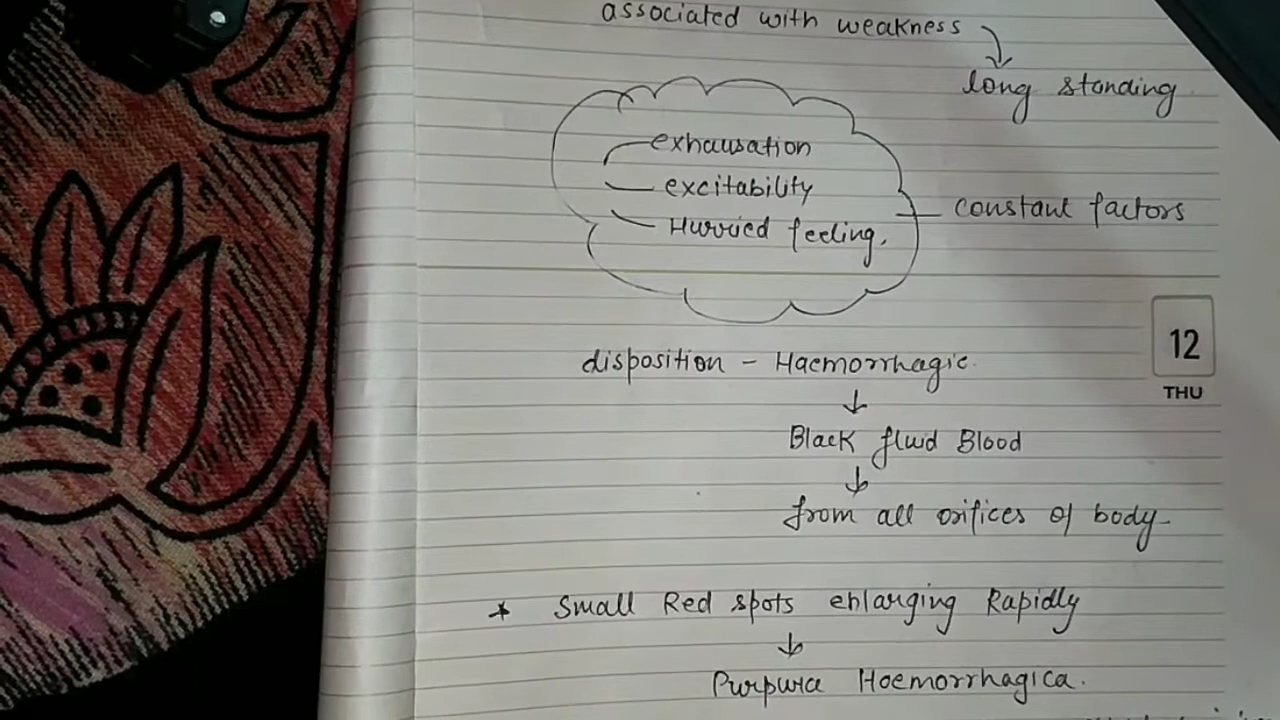 associated with weakness
long standing
exhausation
excitability
Hurried feeling.
constant factors
disposition - Haemorrhagic.
12
THU
Black fluid Blood
from all orifices of body
* Small Red spots enlarging Rapidly
Purpura Haemorrhagica.